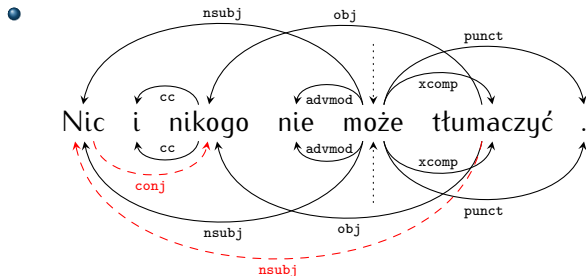 nsubj obj
punct
cc advmod xcomp
Nic i nikogo nie może tłumaczyć .
cc advmod xcomp
conj
punct
nsubj obj
nsubj